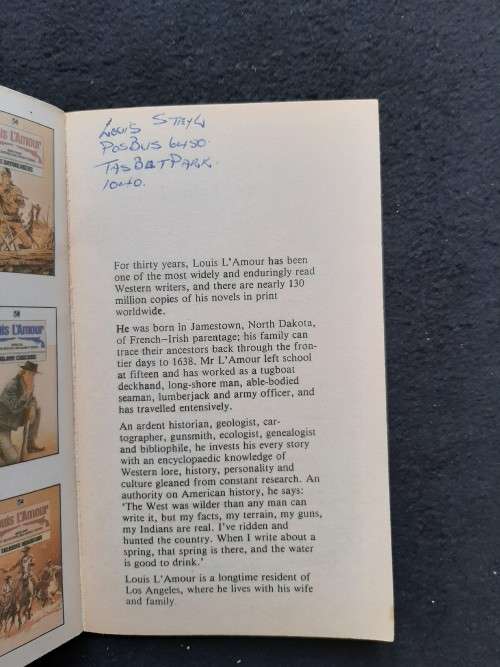 Louis STEYL
POSBUS
TASBETPARK.
1040.
For thirty years, Louis L'Amour has been
one of the most widely and enduringly read
Western writers, and there are nearly 130
million copies of his novels in print
worldwide.
He was born in Jamestown, North Dakota,
of French-Irish parentage; his family can
trace their ancestors back through the fron-
tier days to 1638. Mr L'Amour left school
at fifteen and has worked as a tugboat
deckhand, long-shore man, able-bodied
seaman, lumberjack and army officer, and
has travelled entensively.
An ardent historian, geologist, car-
tographer, gunsmith, ecologist, genealogist
and bibliophile, he invests his every story
with an encyclopaedic knowledge of
Western lore, history, personality and
culture gleaned from constant research. An
authority on American history, he says:
'The West was wilder than any man can
write it, but my facts, my terrain, my guns,
my Indians are real. I've ridden and
hunted the country. When I write about a
spring, that spring is there, and the water
is good to drink.'
Louis L'Amour is a longtime resident of
Los Angeles, where he lives with his wife
and family
ouis L'Amour
ouis L'Amour
ouis L'Amour